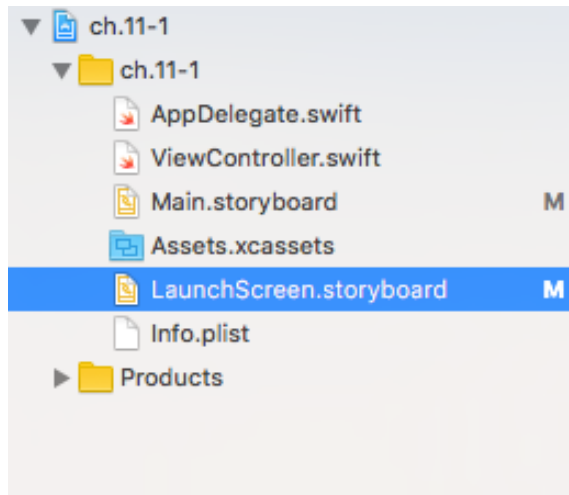 ch.11-1
ch.11-1
AppDelegate.swift
ViewController.swift
Main.storyboard M
Assets.xcassets
LaunchScreen.storyboard M
Info.plist
Products